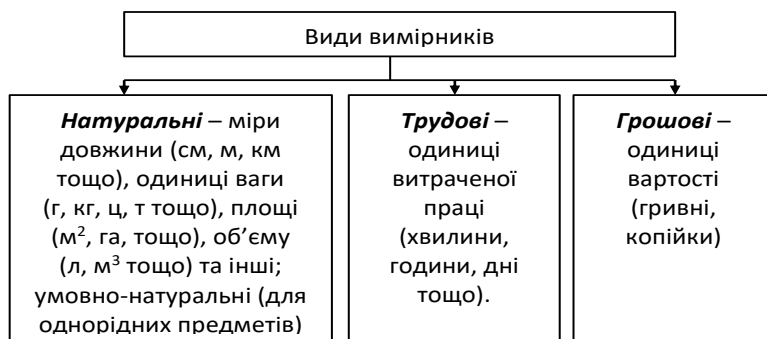 Види вимірників
Натуральні – міри
довжини (см, м, км
тощо), одиниці ваги
(г, кг, ц, т тощо), площі
(м², га, тощо), об’єму
(л, м³ тощо) та інші;
умовно-натуральні (для
однорідних предметів)
Трудові –
одиниці
витраченої
праці
(хвилини,
години, дні
тощо).
Грошові –
одиниці
вартості
(гривні,
копійки)